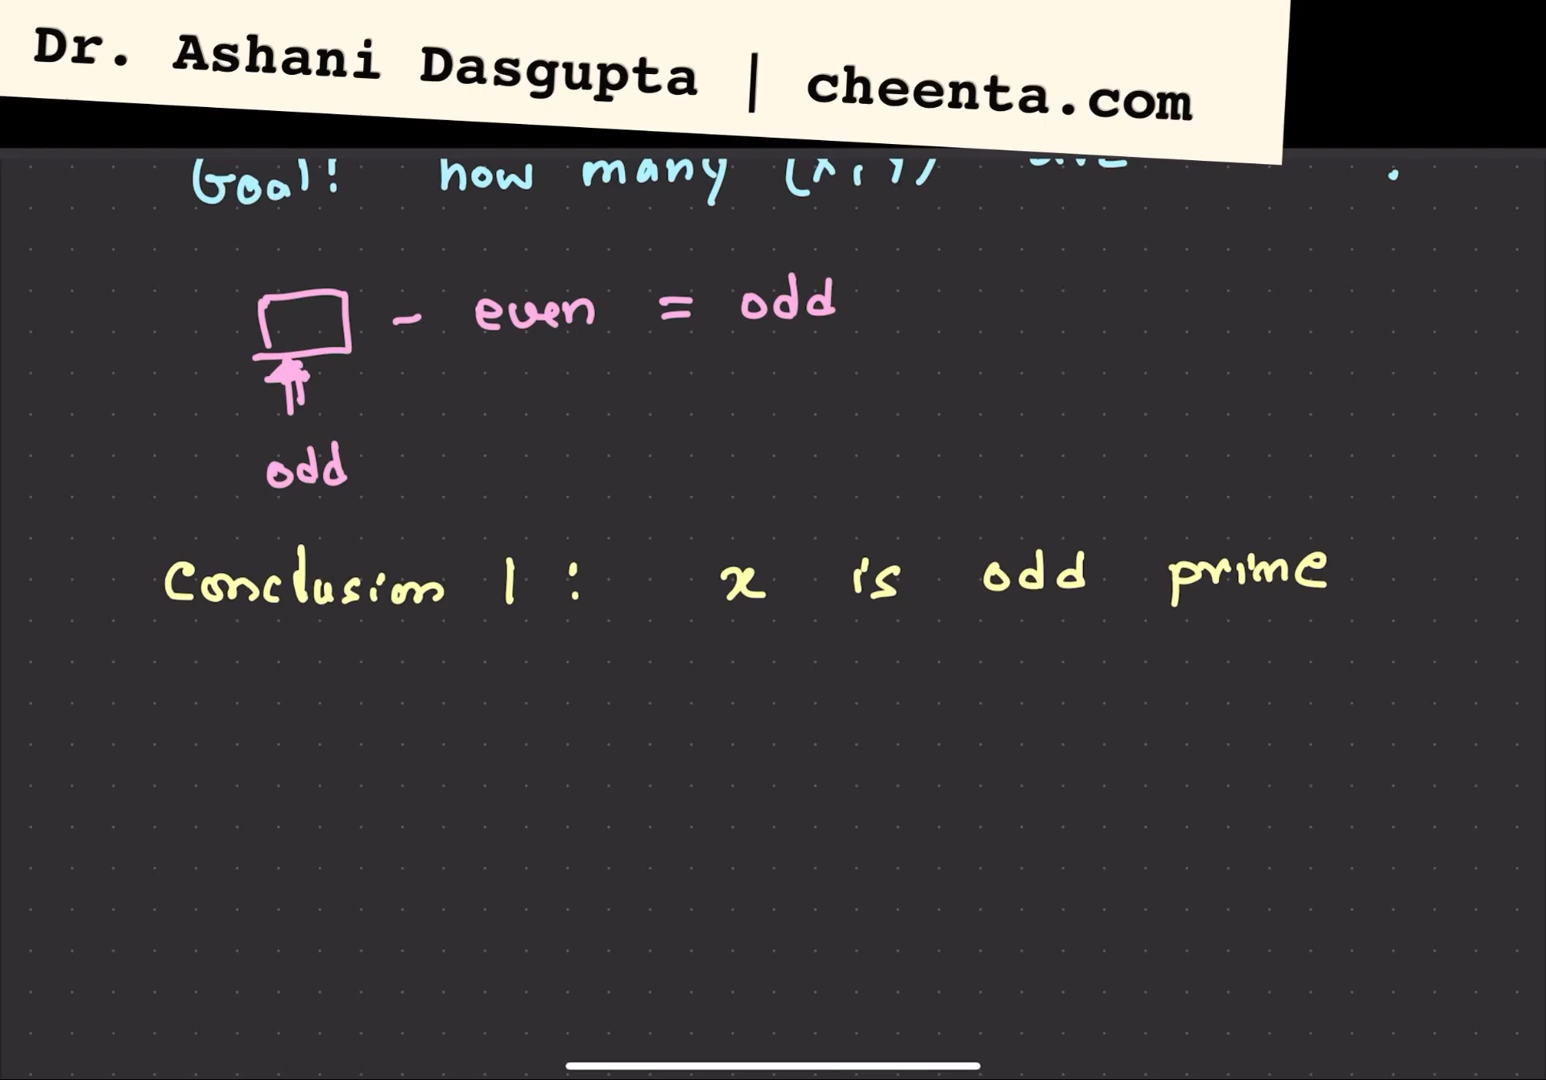 Dr. Ashani Dasgupta | cheenta.com
Goal: how many (x, y)
- even = odd
odd
Conclusion 1 : x is odd prime